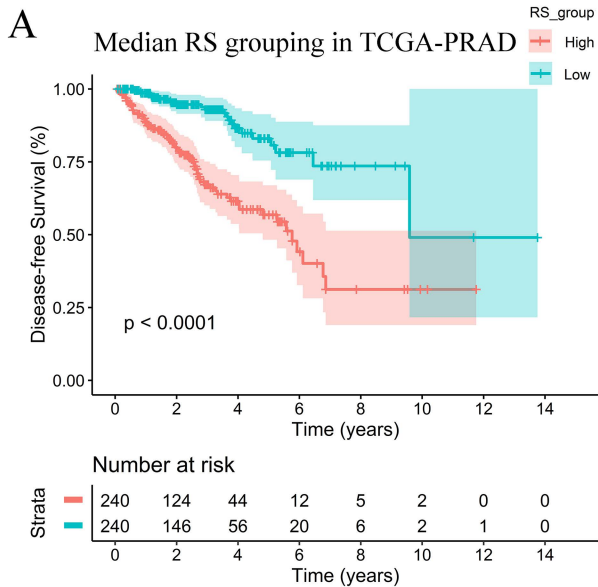 A
Median RS grouping in TCGA-PRAD
RS_group
High
Low
Disease-free Survival (%)
1.00
0.75
0.50
0.25
0.00
p < 0.0001
0 2 4 6 8 10 12 14
Time (years)
Number at risk
Strata
240 124 44 12 5 2 0 0
240 146 56 20 6 2 1 0
0 2 4 6 8 10 12 14
Time (years)